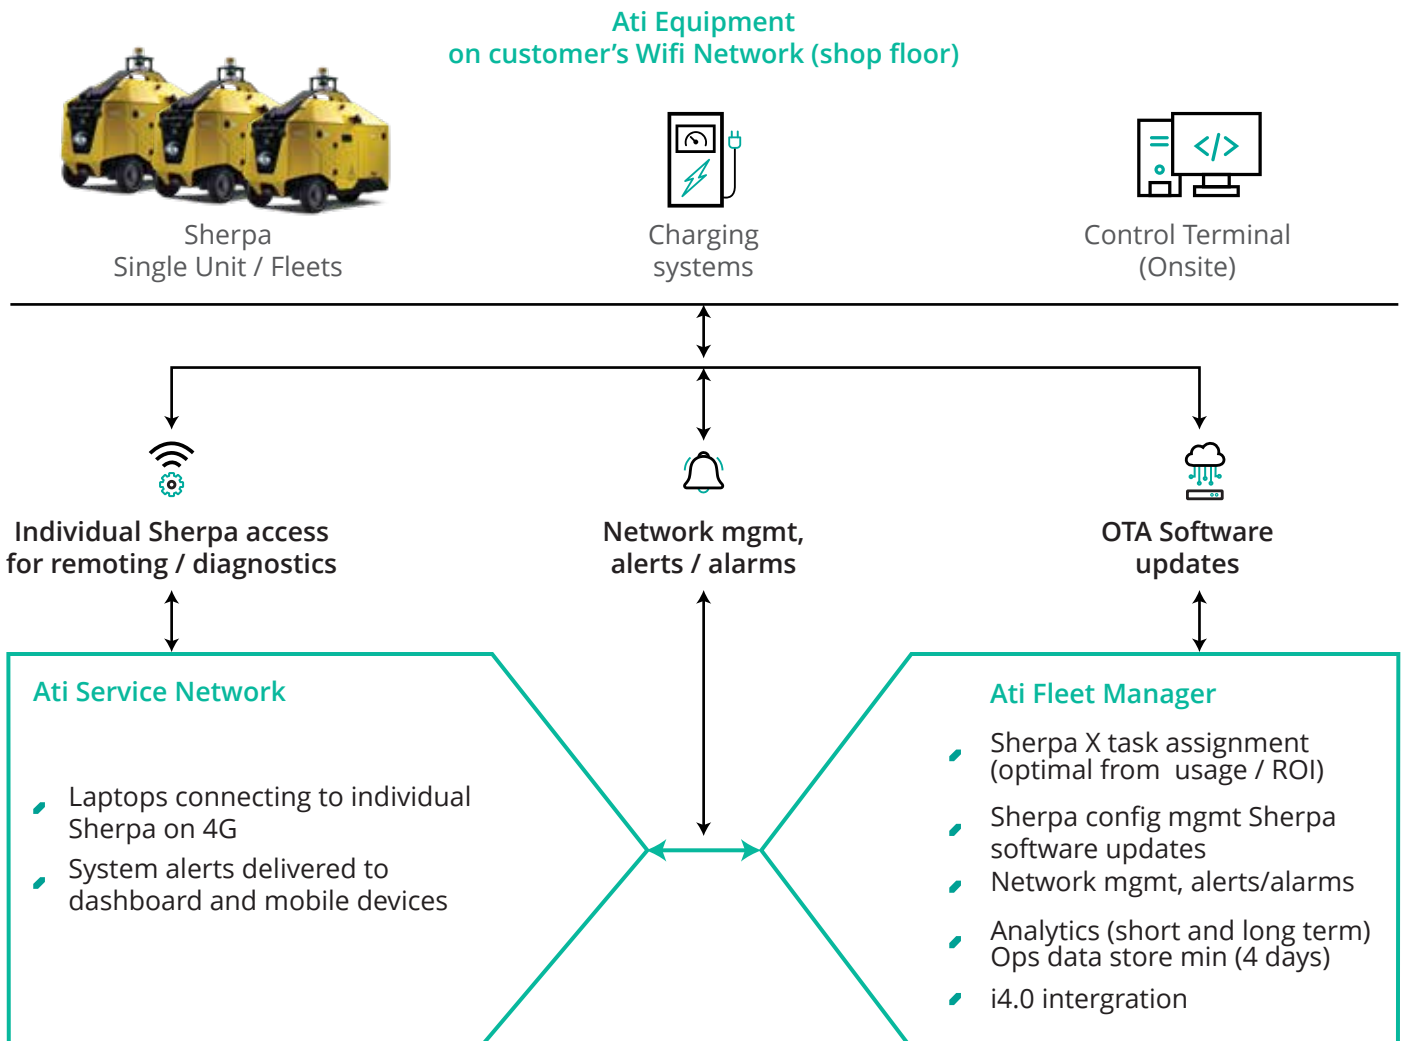 Ati Equipment
on customer's Wifi Network (shop floor)
Sherpa
Single Unit / Fleets
Charging
systems
</>
Control Terminal
(Onsite)
Individual Sherpa access
for remoting / diagnostics
Network mgmt,
alerts / alarms
OTA Software
updates
Ati Service Network
Laptops connecting to individual
Sherpa on 4G
System alerts delivered to
dashboard and mobile devices
Ati Fleet Manager
Sherpa X task assignment
(optimal from usage / ROI)
Sherpa config mgmt Sherpa
software updates
Network mgmt, alerts/alarms
Analytics (short and long term)
Ops data store min (4 days)
i4.0 intergration